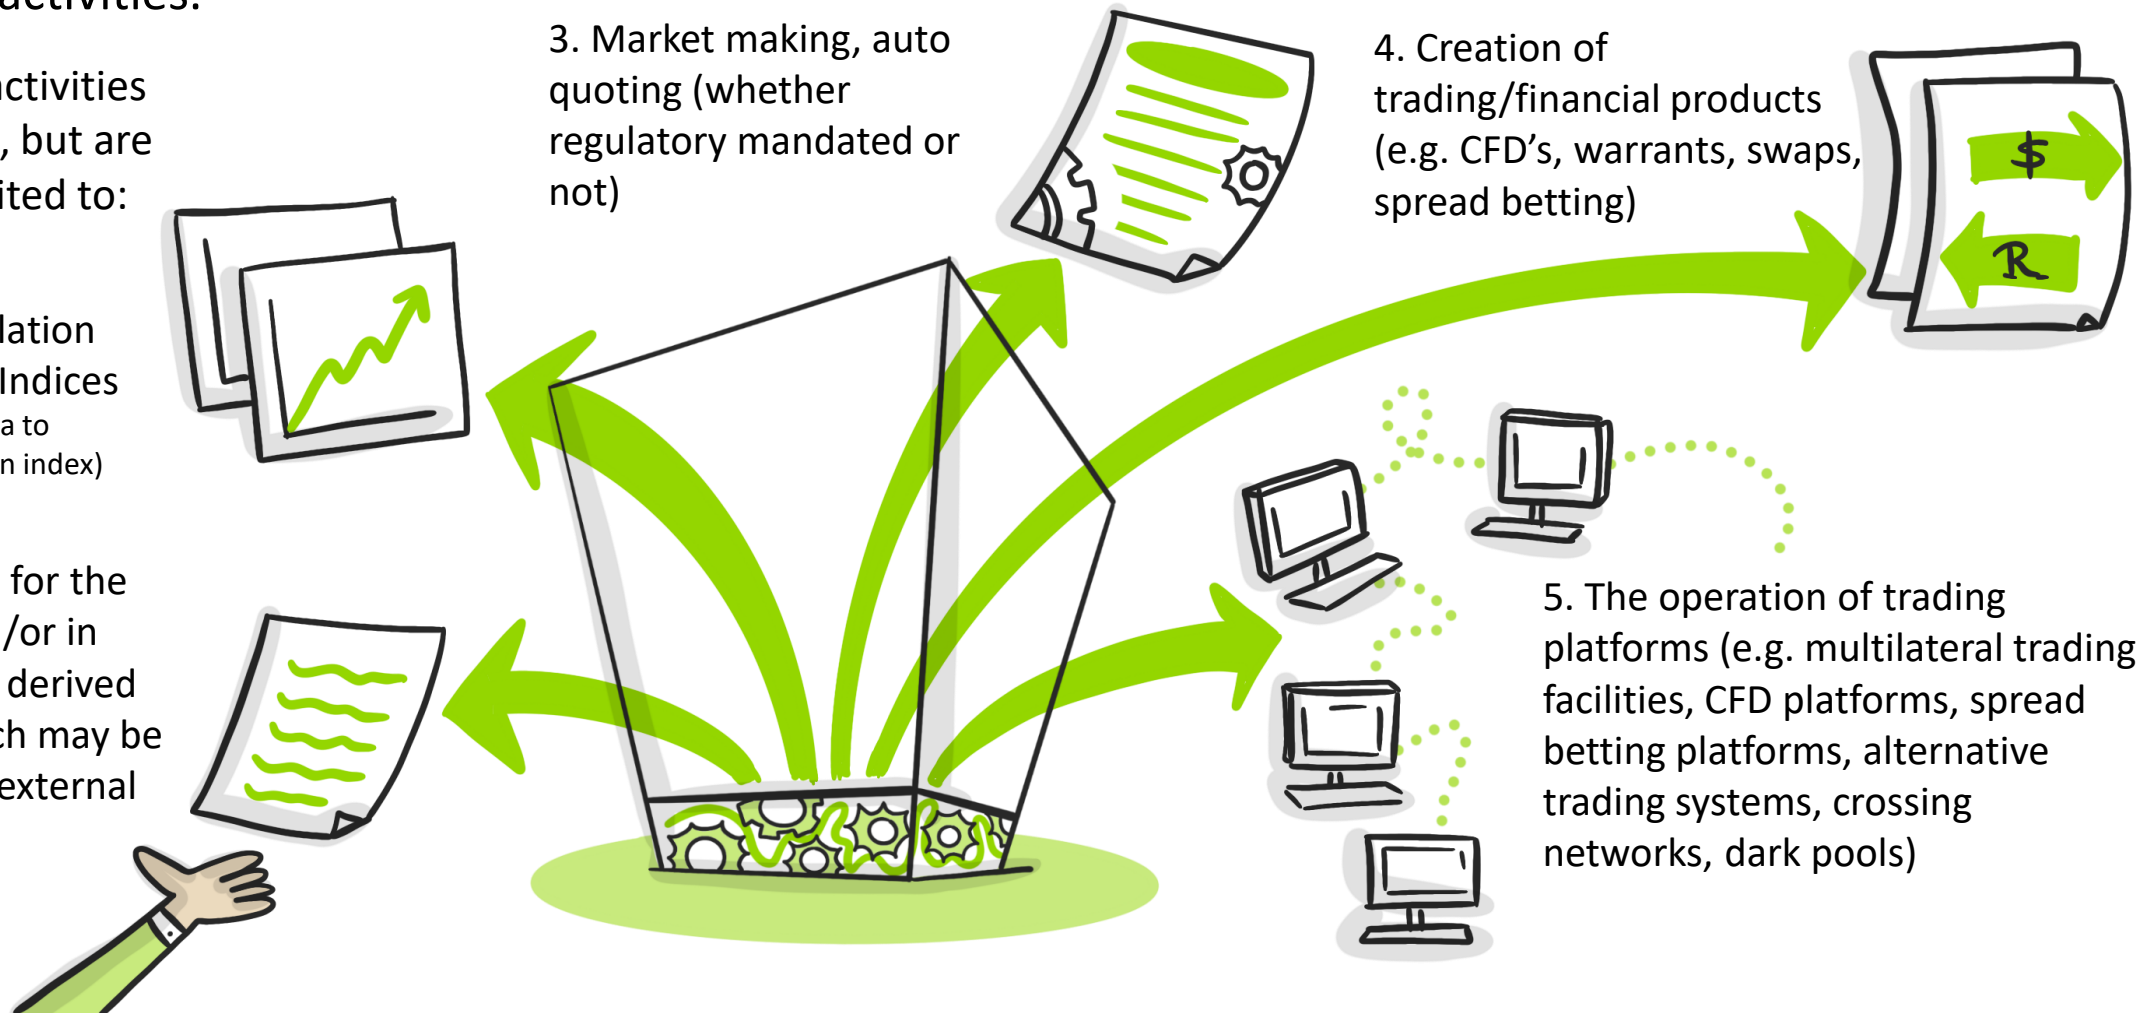 activities.
activities
, but are
ited to:
lation
Indices
a to
n index)
for the
/or in
derived
ch may be
external
3. Market making, auto
quoting (whether
regulatory mandated or
not)
4. Creation of
trading/financial products
(e.g. CFD’s, warrants, swaps,
spread betting)
$
R
5. The operation of trading
platforms (e.g. multilateral trading
facilities, CFD platforms, spread
betting platforms, alternative
trading systems, crossing
networks, dark pools)